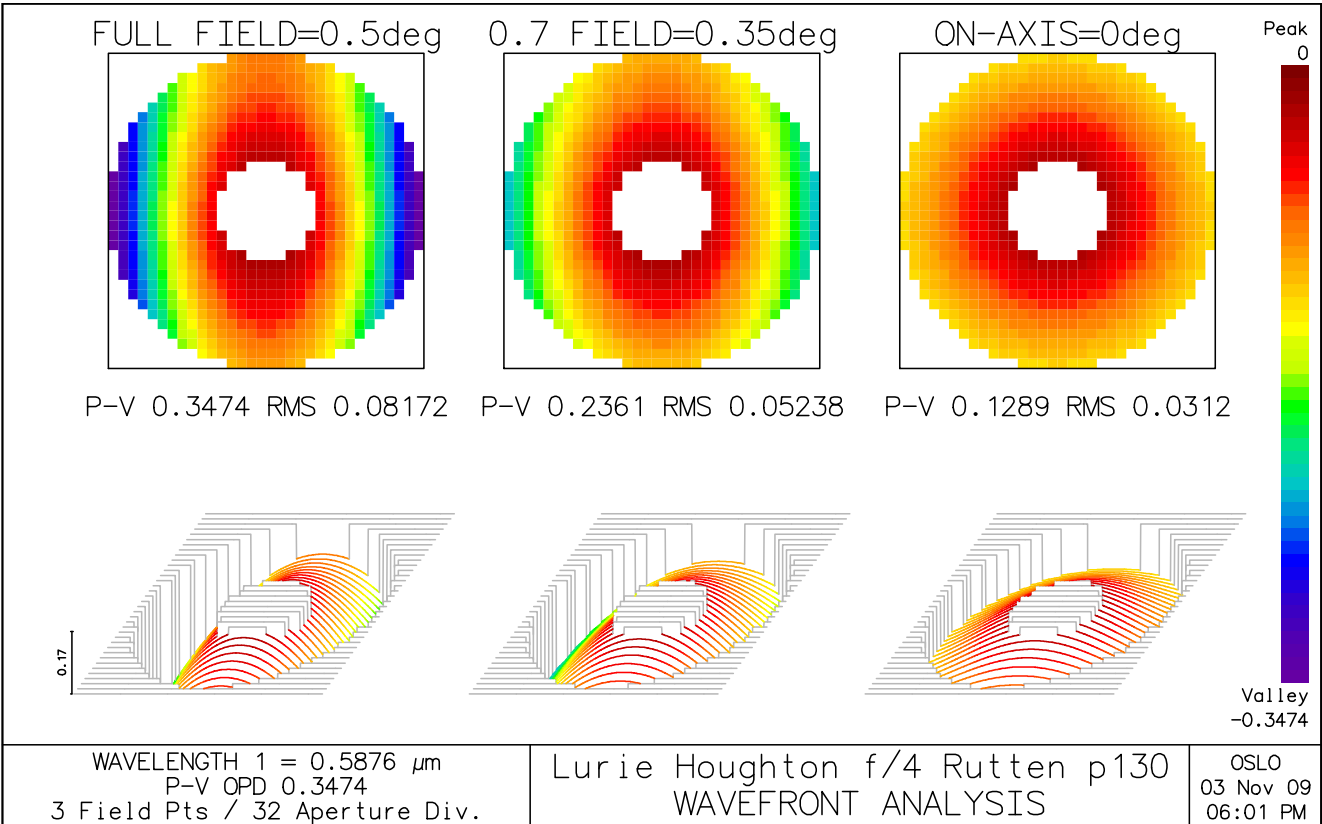 FULL FIELD=0.5deg
0.7 FIELD=0.35deg
ON-AXIS=0deg
Peak
0
P-V 0.3474 RMS 0.08172
P-V 0.2361 RMS 0.05238
P-V 0.1289 RMS 0.0312
0.17
Valley
-0.3474
WAVELENGTH 1 = 0.5876 µm
P-V OPD 0.3474
3 Field Pts / 32 Aperture Div.
Lurie Houghton f/4 Rutten p130
WAVEFRONT ANALYSIS
OSLO
03 Nov 09
06:01 PM